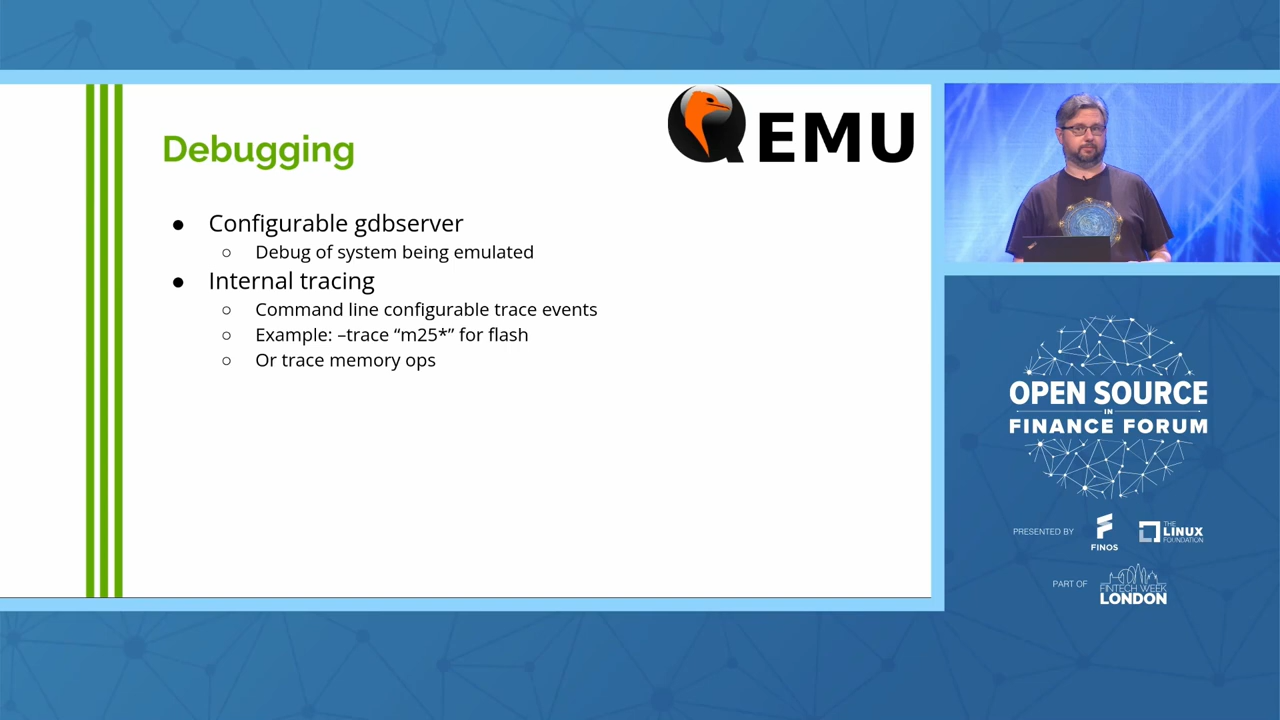 Debugging
QEMU
● Configurable gdbserver
○ Debug of system being emulated
● Internal tracing
○ Command line configurable trace events
○ Example: –trace “m25*” for flash
○ Or trace memory ops
OPEN SOURCE
IN
FINANCE FORUM
PRESENTED BY
FINOS
THE
LINUX
FOUNDATION
PART OF
FINTECH WEEK
LONDON